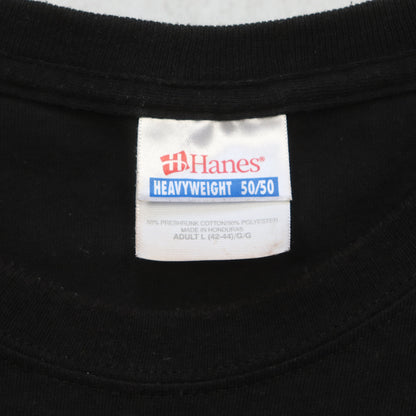 Hanes®
HEAVYWEIGHT 50/50
50% PRESHRUNK COTTON/50% POLYESTER
MADE IN HONDURAS
ADULT L (42-44)/G/G